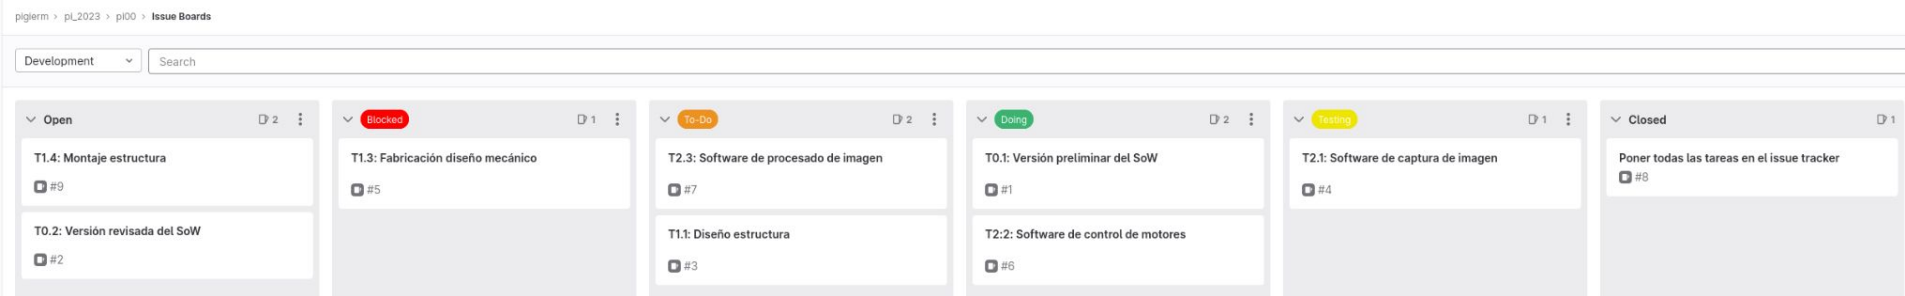 pigierm > pi_2023 > pi00 > Issue Boards
Development
Search
Open 2
T1.4: Montaje estructura
#9
T0.2: Versión revisada del SoW
#2
Blocked 1
T1.3: Fabricación diseño mecánico
#5
To-Do 2
T2.3: Software de procesado de imagen
#7
T1.1: Diseño estructura
#3
Doing 2
T0.1: Versión preliminar del SoW
#1
T2:2: Software de control de motores
#6
Testing 1
T2.1: Software de captura de imagen
#4
Closed 1
Poner todas las tareas en el issue tracker
#8